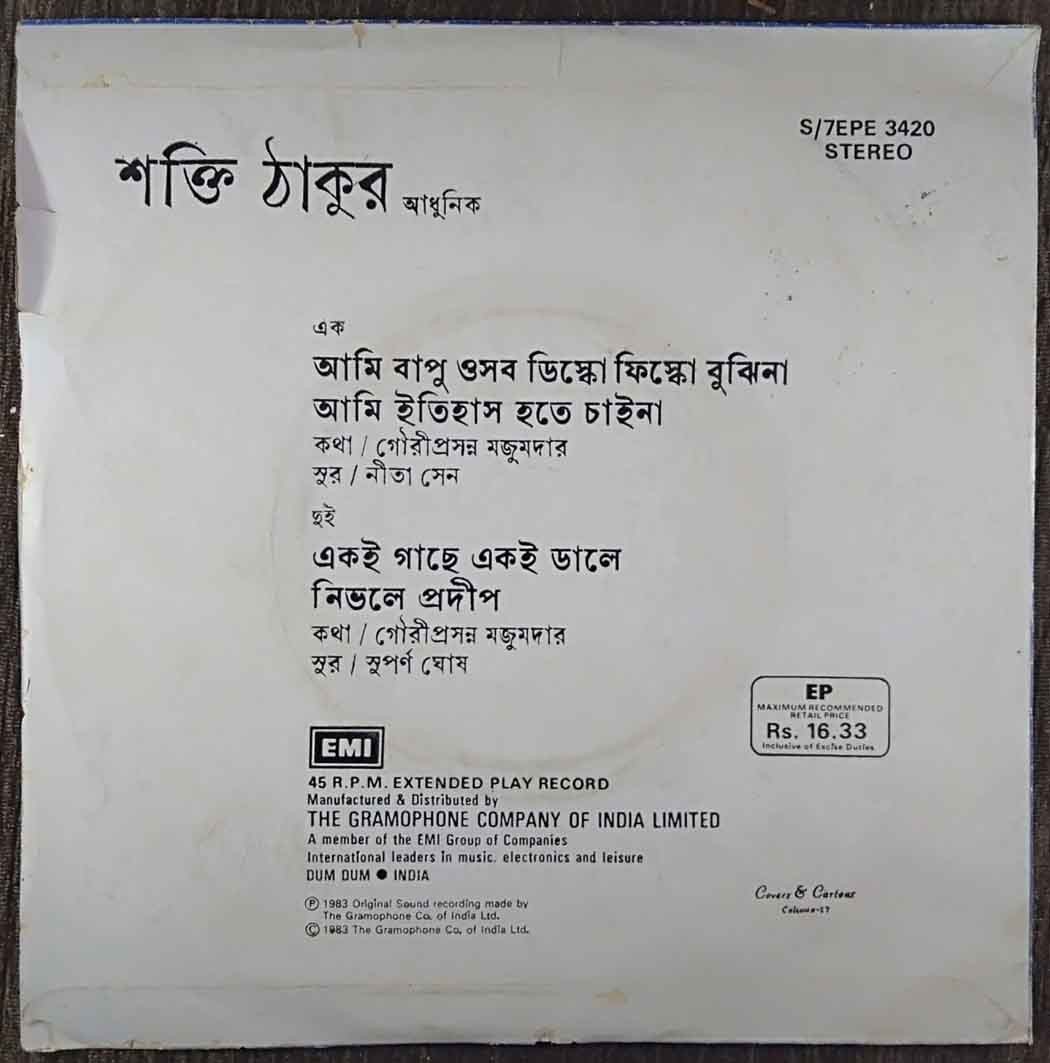 S/7EPE 3420
STEREO
শক্তি ঠাকুর আধুনিক
এক
আমি বাপু ওসব ডিস্কো ফিস্কো বুঝিনা
আমি ইতিহাস হতে চাইনা
কথা / গৌরীপ্রসন্ন মজুমদার
সুর / নীতা সেন
দুই
একই গাছে একই ডালে
নিভলে প্রদীপ
কথা / গৌরীপ্রসন্ন মজুমদার
সুর / সুপর্ণ ঘোষ
EP
MAXIMUM RECOMMENDED
RETAIL PRICE
Rs. 16.33
Inclusive of Excise Duties
EMI
45 R.P.M. EXTENDED PLAY RECORD
Manufactured & Distributed by
THE GRAMOPHONE COMPANY OF INDIA LIMITED
A member of the EMI Group of Companies
International leaders in music. electronics and leisure
DUM DUM ● INDIA
Ⓟ 1983 Original Sound recording made by
The Gramophone Co. of India Ltd.
Ⓒ 1983 The Gramophone Co. of India Ltd.
Covers & Cartons